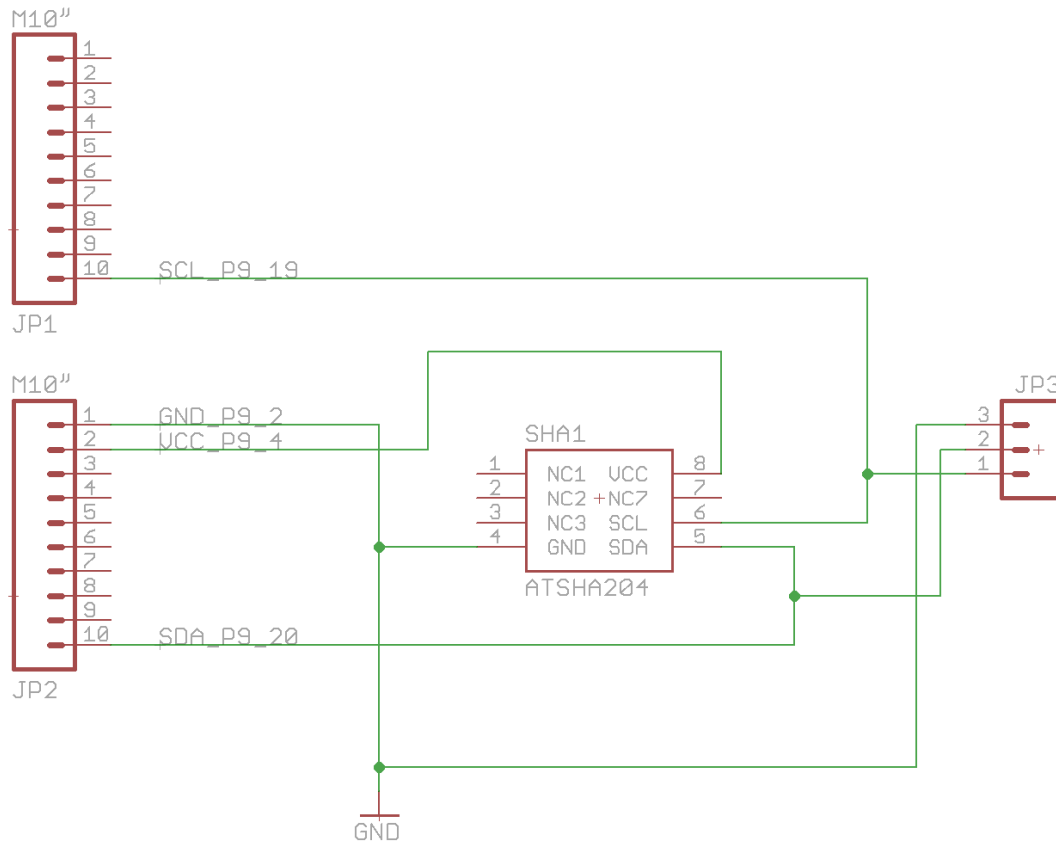 M10"
1
2
3
4
5
6
7
8
9
10
SCL_P9_19
JP1
M10"
1
2
3
4
5
6
7
8
9
10
GND_P9_2
VCC_P9_4
SDA_P9_20
JP2
SHA1
1 NC1 VCC 8
2 NC2 NC7 7
3 NC3 SCL 6
4 GND SDA 5
ATSHA204
JP3
3
2
1
GND